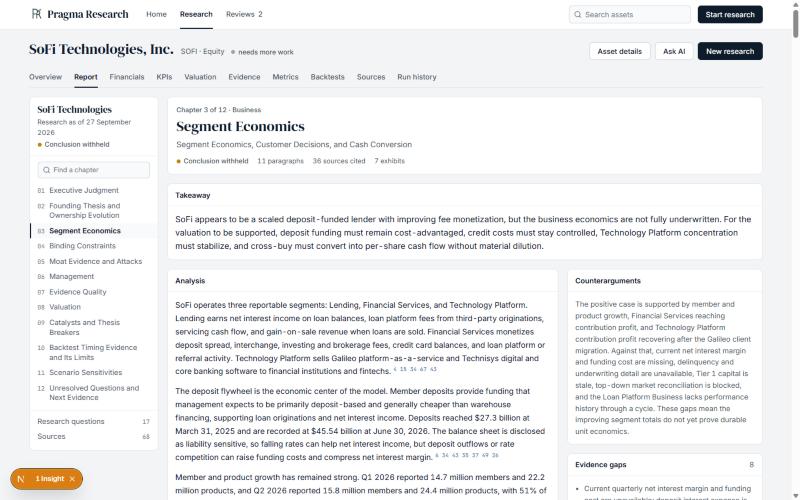 Pragma Research
Home
Research
Reviews 2
Search assets
Start research
SoFi Technologies, Inc.
SOFI · Equity
needs more work
Asset details
Ask AI
New research
Overview
Report
Financials
KPIs
Valuation
Evidence
Metrics
Backtests
Sources
Run history
SoFi Technologies
Research as of 27 September
2026
Conclusion withheld
Find a chapter
01 Executive Judgment
02 Founding Thesis and
Ownership Evolution
03 Segment Economics
04 Binding Constraints
05 Moat Evidence and Attacks
06 Management
07 Evidence Quality
08 Valuation
09 Catalysts and Thesis
Breakers
10 Backtest Timing Evidence
and Its Limits
11 Scenario Sensitivities
12 Unresolved Questions and
Next Evidence
Research questions 17
Sources 68
N
1 Insight ×
Chapter 3 of 12 · Business
Segment Economics
Segment Economics, Customer Decisions, and Cash Conversion
Conclusion withheld
11 paragraphs
36 sources cited
7 exhibits
Takeaway
SoFi appears to be a scaled deposit-funded lender with improving fee monetization, but the business economics are not fully underwritten. For the
valuation to be supported, deposit funding must remain cost-advantaged, credit costs must stay controlled, Technology Platform concentration
must stabilize, and cross-buy must convert into per-share cash flow without material dilution.
Analysis
SoFi operates three reportable segments: Lending, Financial Services, and Technology Platform.
Lending earns net interest income on loan balances, loan platform fees from third-party originations,
servicing cash flow, and gain-on-sale revenue when loans are sold. Financial Services monetizes
deposit spread, interchange, investing and brokerage fees, credit card balances, and loan platform or
referral activity. Technology Platform sells Galileo platform-as-a-service and Technisys digital and
core banking software to financial institutions and fintechs. 4 15 34 67 43
The deposit flywheel is the economic center of the model. Member deposits provide funding that
management expects to be primarily deposit-based and generally cheaper than warehouse
financing, supporting loan originations and net interest income. Deposits reached $27.3 billion at
March 31, 2025 and are recorded at $45.54 billion at June 30, 2026. The balance sheet is disclosed
as liability sensitive, so falling rates can help net interest income, but deposit outflows or rate
competition can raise funding costs and compress net interest margin. 6 34 43 35 37 49 36
Member and product growth has remained strong. Q1 2026 reported 14.7 million members and 22.2
million products, and Q2 2026 reported 15.8 million members and 24.4 million products, with 51% of
Counterarguments
The positive case is supported by member and
product growth, Financial Services reaching
contribution profit, and Technology Platform
contribution profit recovering after the Galileo client
migration. Against that, current net interest margin
and funding cost are missing, delinquency and
underwriting detail are unavailable, Tier 1 capital is
stale, top-down market reconciliation is blocked,
and the Loan Platform Business lacks performance
history through a cycle. These gaps mean the
improving segment totals do not yet prove durable
unit economics.
Evidence gaps 8
Current quarterly net interest margin and funding